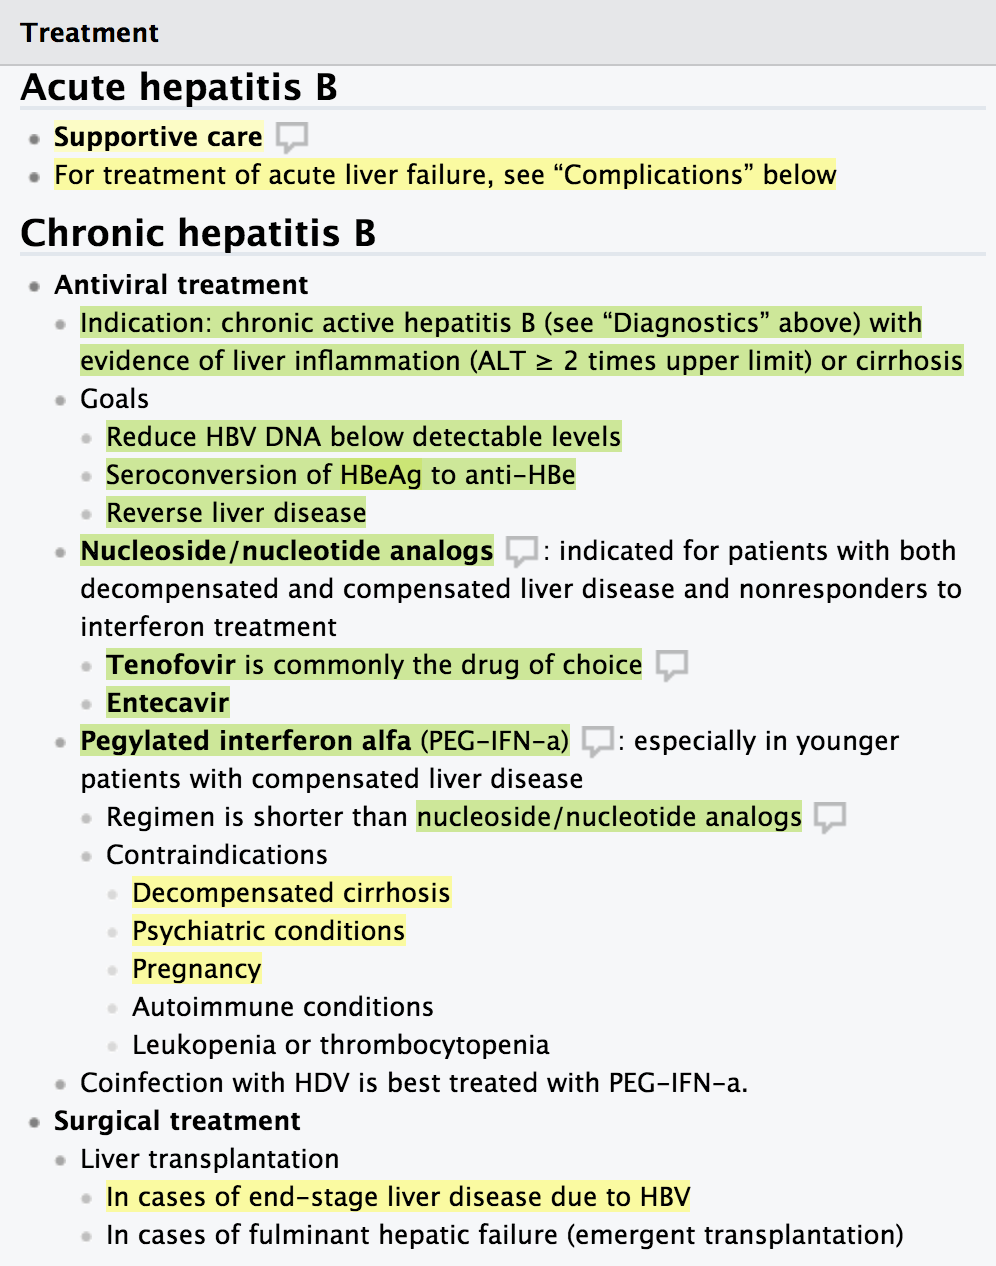 Treatment
Acute hepatitis B
Supportive care
For treatment of acute liver failure, see “Complications” below
Chronic hepatitis B
Antiviral treatment
Indication: chronic active hepatitis B (see “Diagnostics” above) with
evidence of liver inflammation (ALT ≥ 2 times upper limit) or cirrhosis
Goals
Reduce HBV DNA below detectable levels
Seroconversion of HBeAg to anti-HBe
Reverse liver disease
Nucleoside/nucleotide analogs : indicated for patients with both
decompensated and compensated liver disease and nonresponders to
interferon treatment
Tenofovir is commonly the drug of choice
Entecavir
Pegylated interferon alfa (PEG-IFN-a) : especially in younger
patients with compensated liver disease
Regimen is shorter than nucleoside/nucleotide analogs
Contraindications
Decompensated cirrhosis
Psychiatric conditions
Pregnancy
Autoimmune conditions
Leukopenia or thrombocytopenia
Coinfection with HDV is best treated with PEG-IFN-a.
Surgical treatment
Liver transplantation
In cases of end-stage liver disease due to HBV
In cases of fulminant hepatic failure (emergent transplantation)